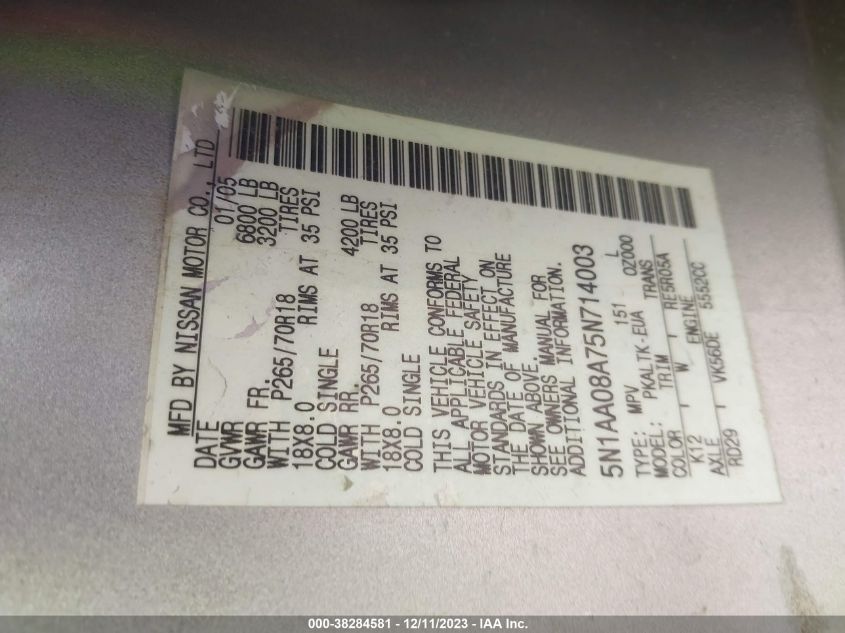 MFD BY NISSAN MOTOR CO., LTD
DATE 01/05
GVWR 6800 LB
GAWR FR. 3200 LB
WITH P265/70R18 TIRES
18X8.0 RIMS AT 35 PSI
COLD SINGLE
GAWR RR. 4200 LB
WITH P265/70R18 TIRES
18X8.0 RIMS AT 35 PSI
COLD SINGLE
THIS VEHICLE CONFORMS TO
ALL APPLICABLE FEDERAL
MOTOR VEHICLE SAFETY
STANDARDS IN EFFECT ON
THE DATE OF MANUFACTURE
SHOWN ABOVE.
SEE OWNERS MANUAL FOR
ADDITIONAL INFORMATION.
5N1AA08A75N714003
TYPE: MPV 151 L
MODEL: PKALTK-EUA 0Z000
COLOR TRIM TRANS
K12 W RE5R05A
AXLE ENGINE
RD29 VK56DE 5552CC
000-38284581 - 12/11/2023 - IAA Inc.